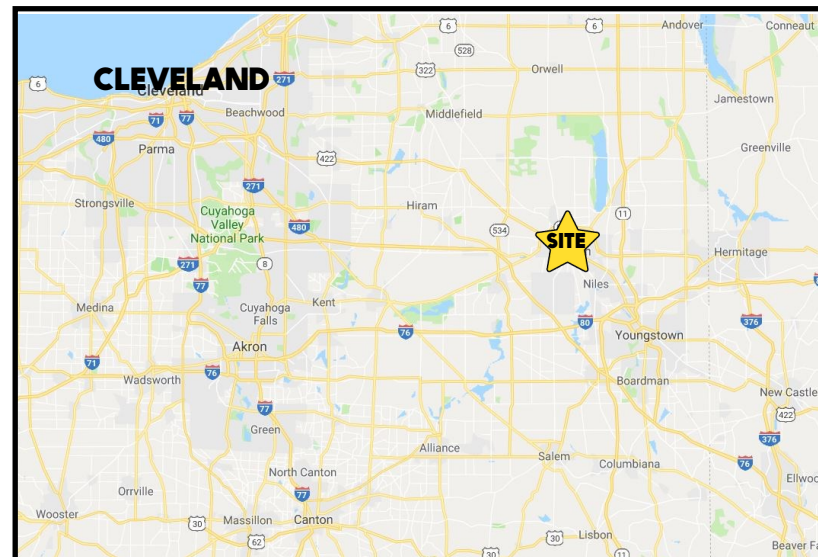 Andover
Conneaut
6
6
528
Orwell
322
CLEVELAND
271
Cleveland
6
Jamestown
Beachwood
Middlefield
71
77
480
Parma
Greenville
422
271
Strongsville
Hiram
Cuyahoga
Valley
National Park
480
534
11
SITE
8
271
Hermitage
77
Niles
Medina
Cuyahoga
Falls
Kent
80
376
76
Youngstown
Akron
71
76
Wadsworth
Boardman
77
New Castle
422
Green
376
Alliance
Salem
Columbiana
76
North Canton
Ellwo
77
Orrville
Wooster
30
Massillon
Canton
62
30
30
Lisbon
11
Beaver Fa